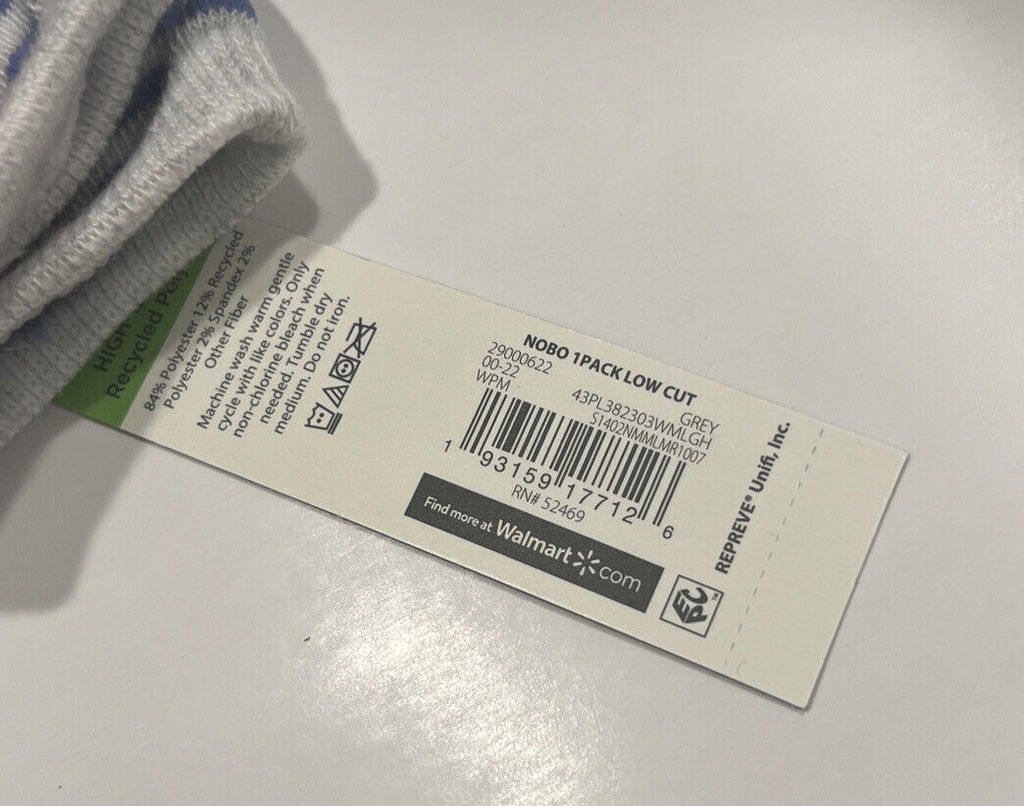 HIGH
Recycled Pol
84% Polyester 12% Recycled
Polyester 2% Spandex 2%
Other Fiber
Machine wash warm gentle
cycle with like colors. Only
non-chlorine bleach when
needed. Tumble dry
medium. Do not iron.
NOBO 1PACK LOW CUT
29000622
00-22
GREY
WPM
43PL382303WMLGH
S1402NMMLMR1007
1 93159 17712 6
RN# 52469
Find more at Walmart com
EPC™
REPREVE® Unifi, Inc.